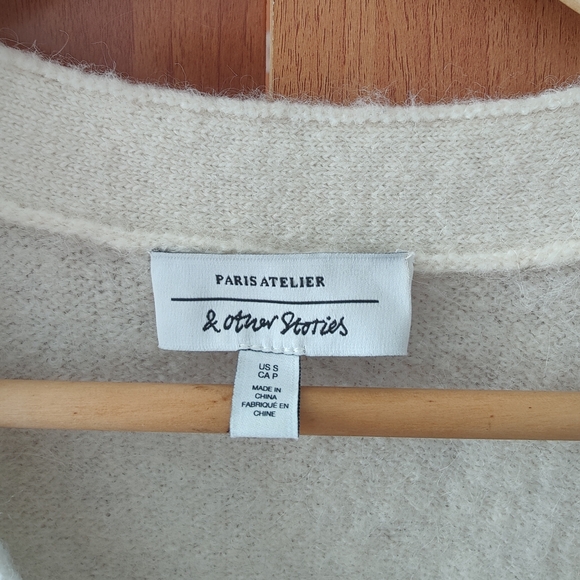 PARIS ATELIER
& other Stories
US S
CA P
MADE IN
CHINA
FABRIQUÉ EN
CHINE